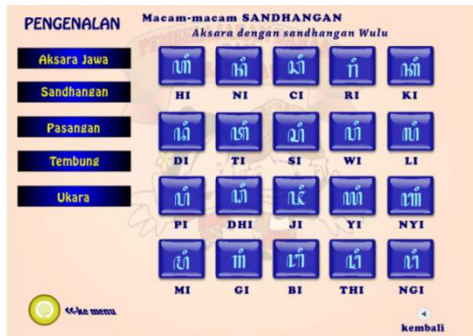 PENGENALAN
Macam-macam SANDHANGAN
Aksara dengan sandhangan Wulu
Aksara Jawa
Sandhangan
Pasangan
Tembung
Ukara
ꦲꦶ ꦤꦶ ꦕꦶ ꦫꦶ ꦏꦶ
HI NI CI RI KI
ꦢꦶ ꦠꦶ ꦱꦶ ꦮꦶ ꦭꦶ
DI TI SI WI LI
ꦥꦶ ꦝꦶ ꦗꦶ ꦪꦶ ꦚꦶ
PI DHI JI YI NYI
ꦩꦶ ꦒꦶ ꦧꦶ ꦛꦶ ꦔꦶ
MI GI BI THI NGI
<<ke menu
kembali